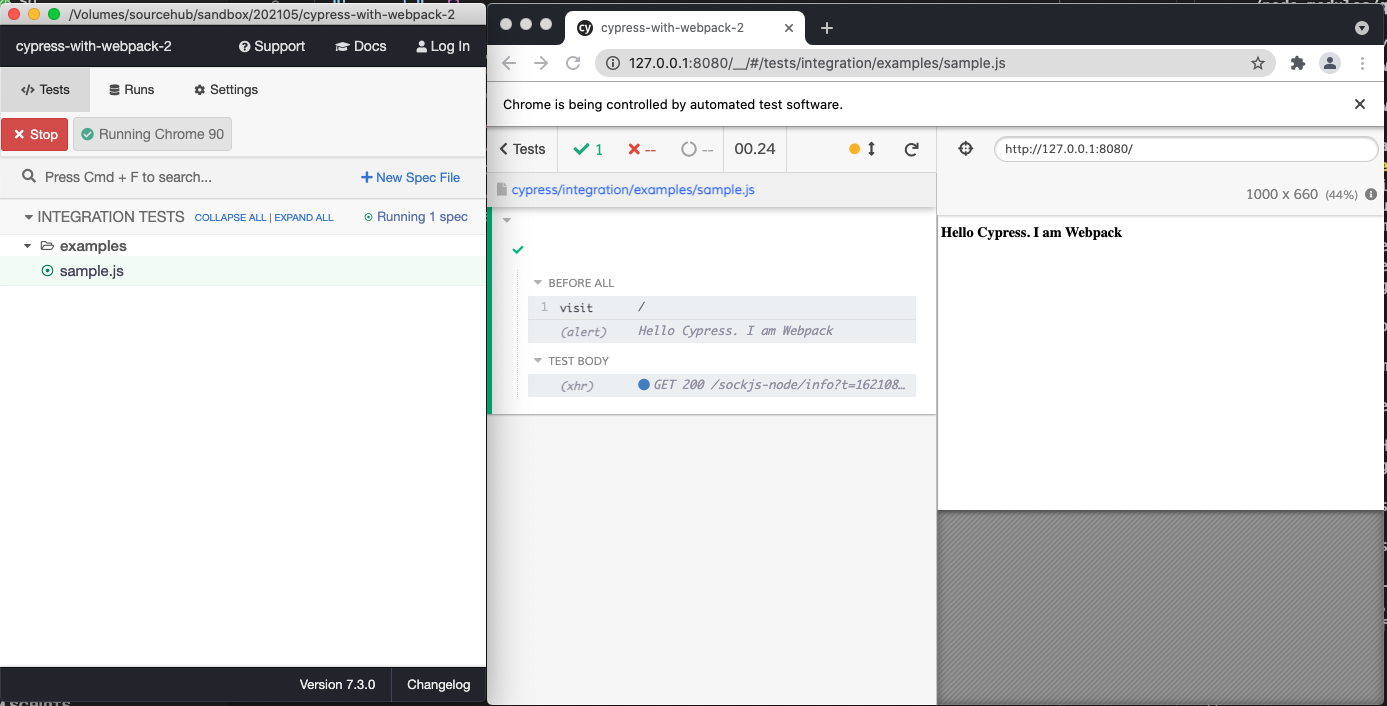 /Volumes/sourcehub/sandbox/202105/cypress-with-webpack-2
cypress-with-webpack-2 Support Docs Log In
Tests Runs Settings
Stop Running Chrome 90
Press Cmd + F to search... New Spec File
INTEGRATION TESTS COLLAPSE ALL | EXPAND ALL Running 1 spec
examples
sample.js
Version 7.3.0 Changelog
cy cypress-with-webpack-2
127.0.0.1:8080/__/#/tests/integration/examples/sample.js
Chrome is being controlled by automated test software.
Tests 1 -- -- 00.24
cypress/integration/examples/sample.js
BEFORE ALL
1 visit /
(alert) Hello Cypress. I am Webpack
TEST BODY
(xhr) GET 200 /sockjs-node/info?t=162108…
http://127.0.0.1:8080/
1000 x 660 (44%)
Hello Cypress. I am Webpack